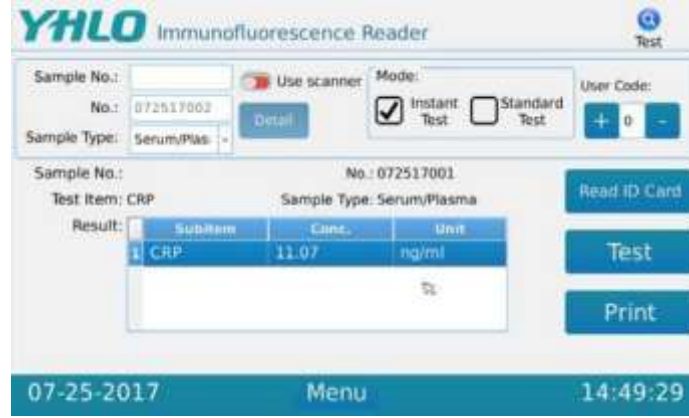 YHLO Immunofluorescence Reader
Test
Sample No.:
Use scanner
Mode:
User Code:
No.: 072517002
Detail
Instant Test
Standard Test
+ 0 -
Sample Type: Serum/Plas
Sample No.:
No.: 072517001
Read ID Card
Test Item: CRP
Sample Type: Serum/Plasma
Result:
Subitem Conc. Unit
1 CRP 11.07 ng/ml
Test
Print
07-25-2017 Menu 14:49:29